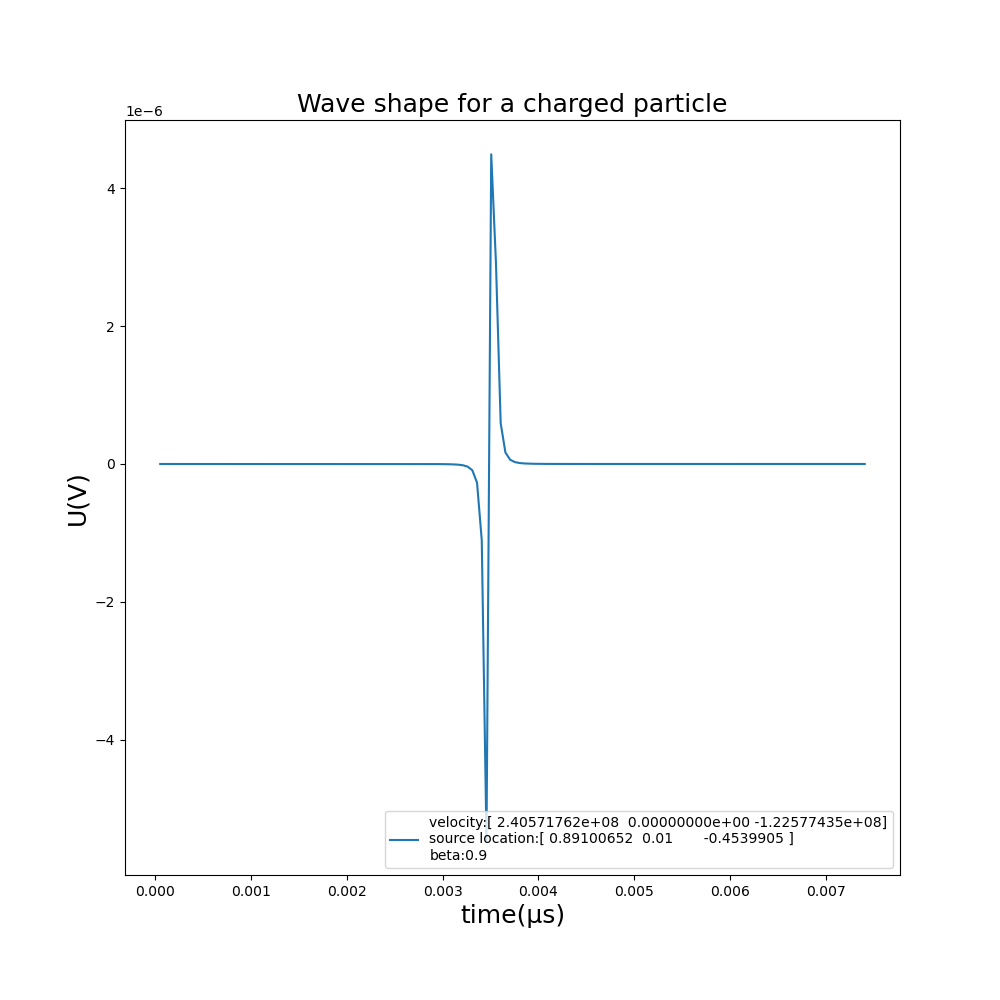 Wave shape for a charged particle
1e−6
4
2
0
−2
−4
U(V)
velocity:[ 2.40571762e+08  0.00000000e+00 -1.22577435e+08]
source location:[ 0.89100652  0.01       -0.4539905 ]
beta:0.9
0.000 0.001 0.002 0.003 0.004 0.005 0.006 0.007
time(μs)